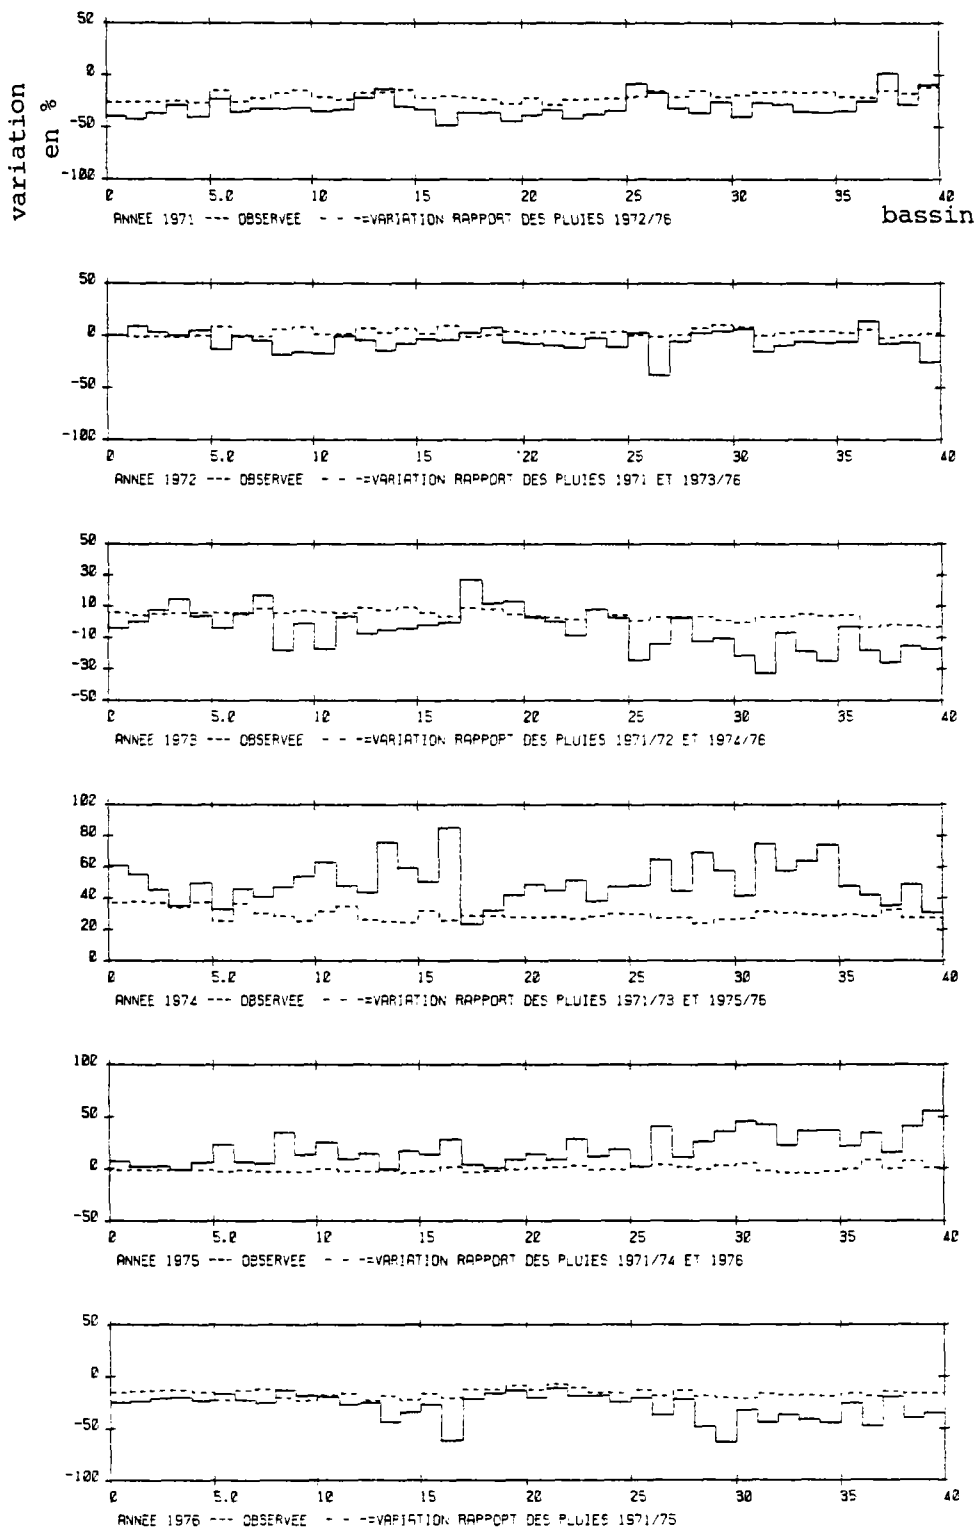 variation
en %
50
0
-50
-100
0 5.0 10 15 20 25 30 35 40
ANNEE 1971 --- OBSERVEE - - -=VARIATION RAPPORT DES PLUIES 1972/76
bassin
50
0
-50
-100
0 5.0 10 15 '20 25 30 35 40
ANNEE 1972 --- OBSERVEE - - -=VARIATION RAPPORT DES PLUIES 1971 ET 1973/76
50
30
10
-10
-30
-50
0 5.0 10 15 20 25 30 35 40
ANNEE 1973 --- OBSERVEE - - -=VARIATION RAPPORT DES PLUIES 1971/72 ET 1974/76
100
80
60
40
20
0
0 5.0 10 15 20 25 30 35 40
ANNEE 1974 --- OBSERVEE - - -=VARIATION RAPPORT DES PLUIES 1971/73 ET 1975/76
100
50
0
-50
0 5.0 10 15 20 25 30 35 40
ANNEE 1975 --- OBSERVEE - - -=VARIATION RAPPORT DES PLUIES 1971/74 ET 1976
50
0
-50
-100
0 5.0 10 15 20 25 30 35 40
ANNEE 1976 --- OBSERVEE - - -=VARIATION RAPPORT DES PLUIES 1971/75